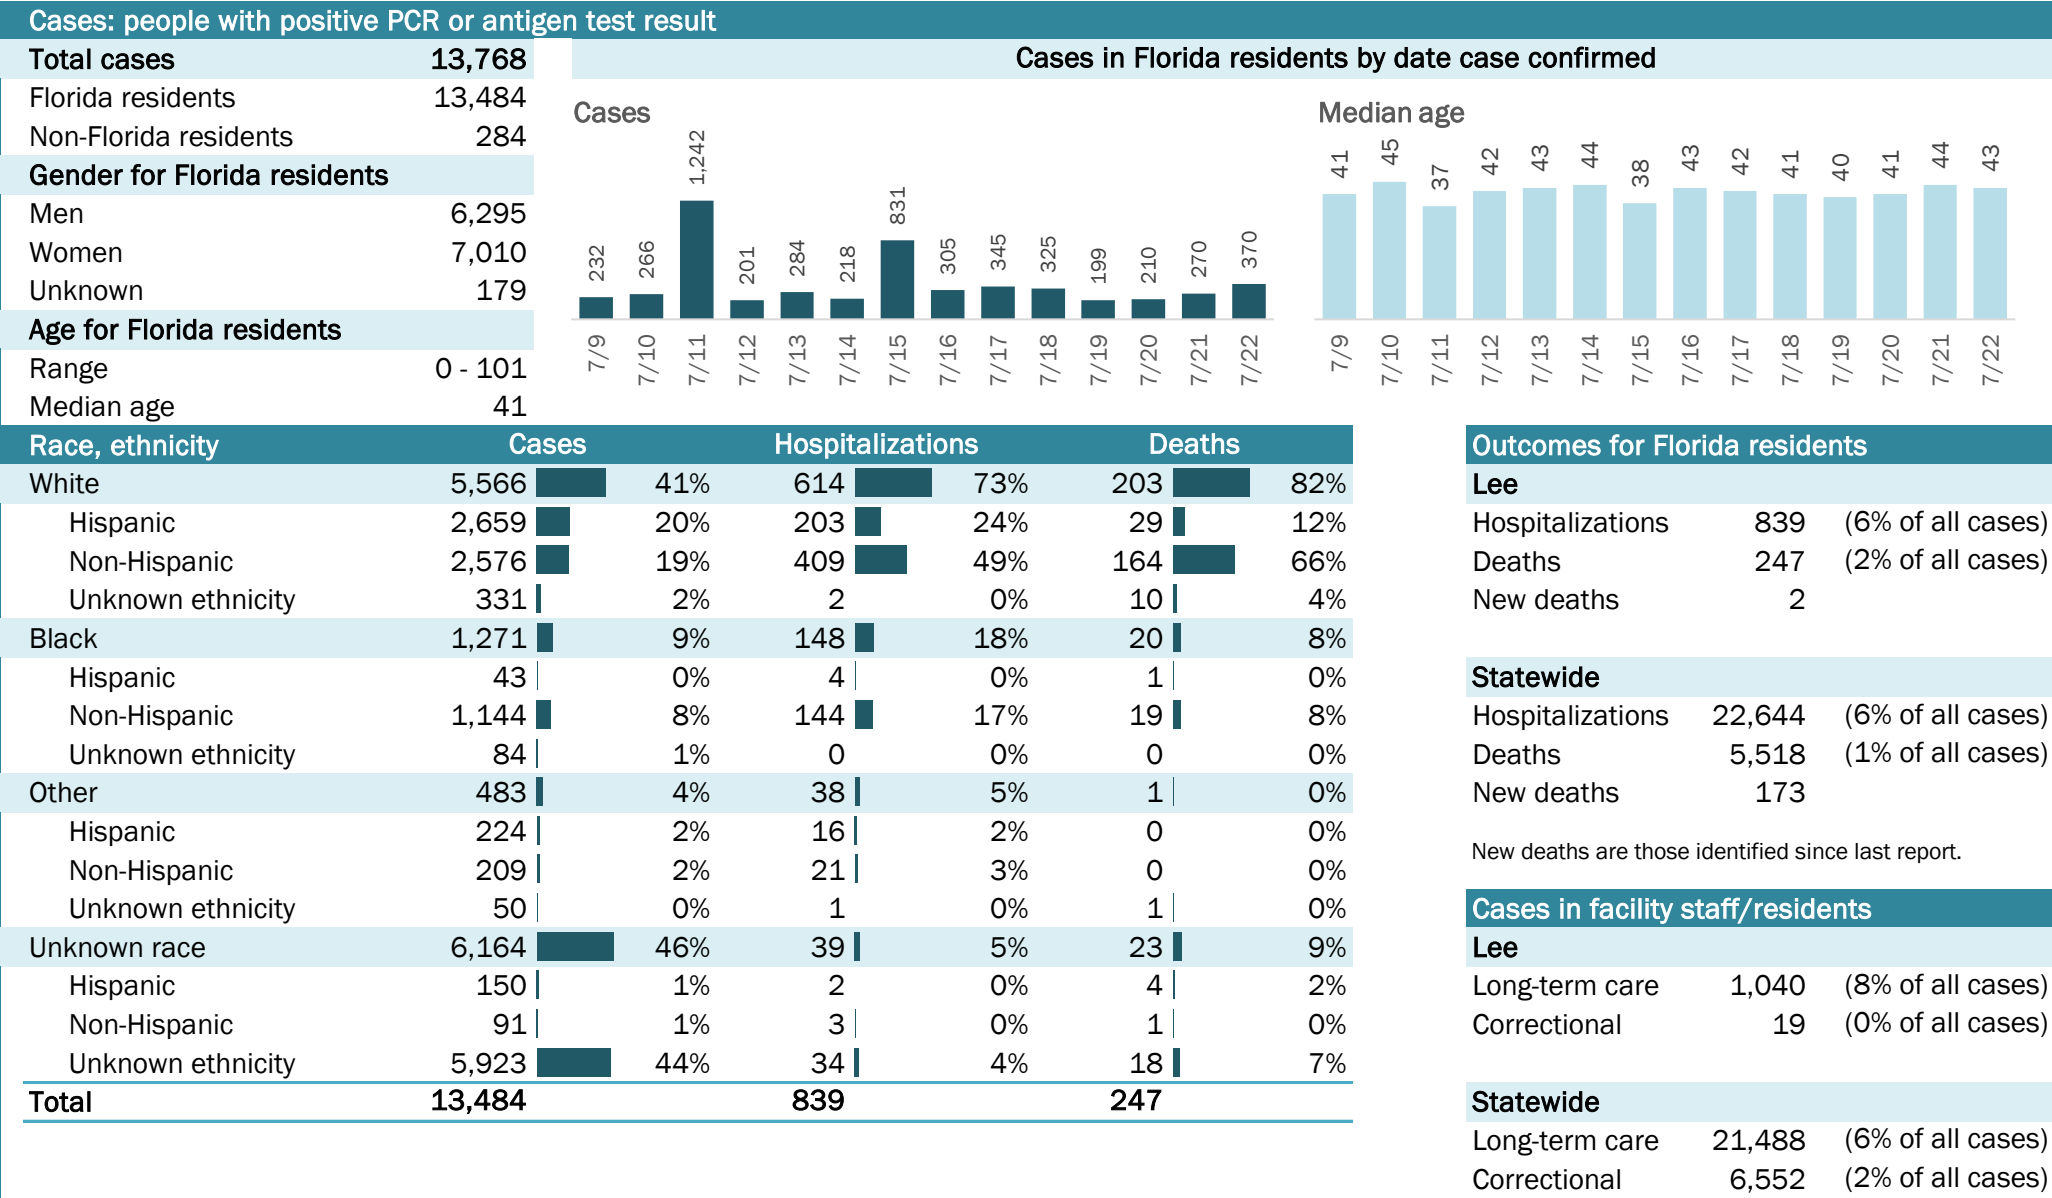 Cases: people with positive PCR or antigen test result
Total cases 13,768
Florida residents 13,484
Non-Florida residents 284
Gender for Florida residents
Men 6,295
Women 7,010
Unknown 179
Age for Florida residents
Range 0 - 101
Median age 41
Cases in Florida residents by date case confirmed
Cases
232 266 1,242 201 284 218 831 305 345 325 199 210 270 370
7/9 7/10 7/11 7/12 7/13 7/14 7/15 7/16 7/17 7/18 7/19 7/20 7/21 7/22
Median age
41 45 37 42 43 44 38 43 42 41 40 41 44 43
7/9 7/10 7/11 7/12 7/13 7/14 7/15 7/16 7/17 7/18 7/19 7/20 7/21 7/22
Race, ethnicity Cases Hospitalizations Deaths
White 5,566 41% 614 73% 203 82%
Hispanic 2,659 20% 203 24% 29 12%
Non-Hispanic 2,576 19% 409 49% 164 66%
Unknown ethnicity 331 2% 2 0% 10 4%
Black 1,271 9% 148 18% 20 8%
Hispanic 43 0% 4 0% 1 0%
Non-Hispanic 1,144 8% 144 17% 19 8%
Unknown ethnicity 84 1% 0 0% 0 0%
Other 483 4% 38 5% 1 0%
Hispanic 224 2% 16 2% 0 0%
Non-Hispanic 209 2% 21 3% 0 0%
Unknown ethnicity 50 0% 1 0% 1 0%
Unknown race 6,164 46% 39 5% 23 9%
Hispanic 150 1% 2 0% 4 2%
Non-Hispanic 91 1% 3 0% 1 0%
Unknown ethnicity 5,923 44% 34 4% 18 7%
Total 13,484 839 247
Outcomes for Florida residents
Lee
Hospitalizations 839 (6% of all cases)
Deaths 247 (2% of all cases)
New deaths 2
Statewide
Hospitalizations 22,644 (6% of all cases)
Deaths 5,518 (1% of all cases)
New deaths 173
New deaths are those identified since last report.
Cases in facility staff/residents
Lee
Long-term care 1,040 (8% of all cases)
Correctional 19 (0% of all cases)
Statewide
Long-term care 21,488 (6% of all cases)
Correctional 6,552 (2% of all cases)